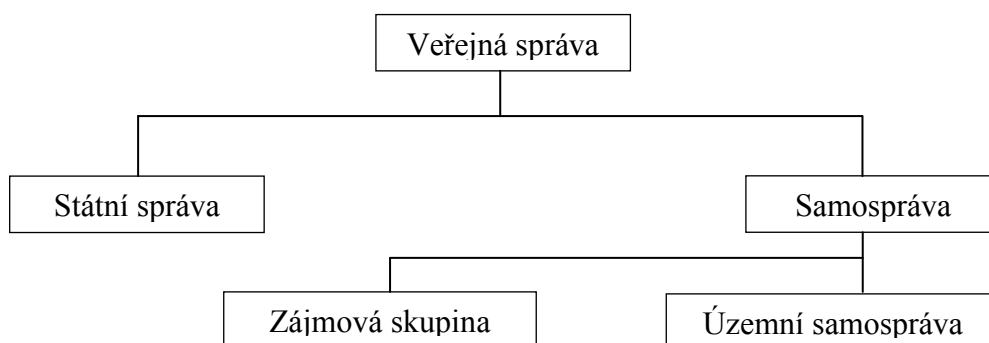 Veřejná správa
Státní správa
Samospráva
Zájmová skupina
Územní samospráva